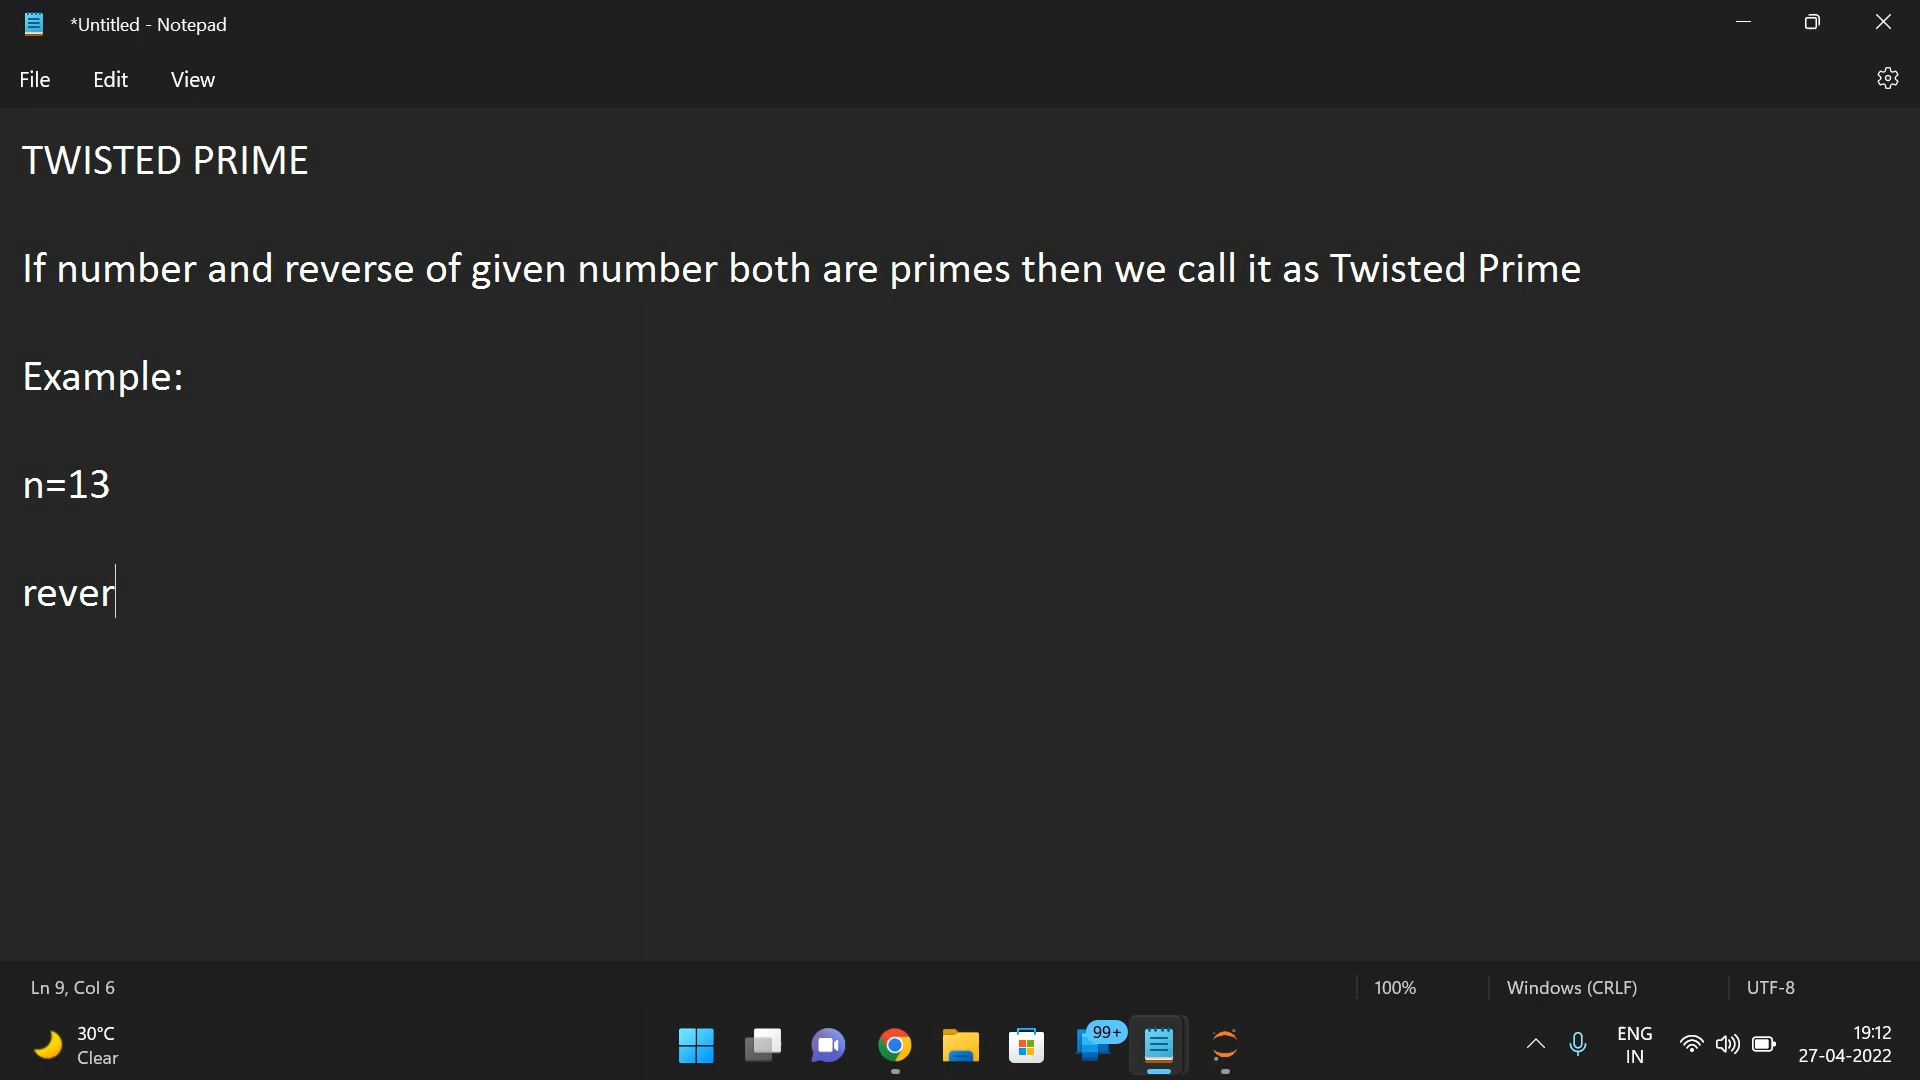 *Untitled - Notepad
File Edit View
TWISTED PRIME
If number and reverse of given number both are primes then we call it as Twisted Prime
Example:
n=13
rever
Ln 9, Col 6 100% Windows (CRLF) UTF-8
30°C
Clear
99+
ENG
IN
19:12
27-04-2022